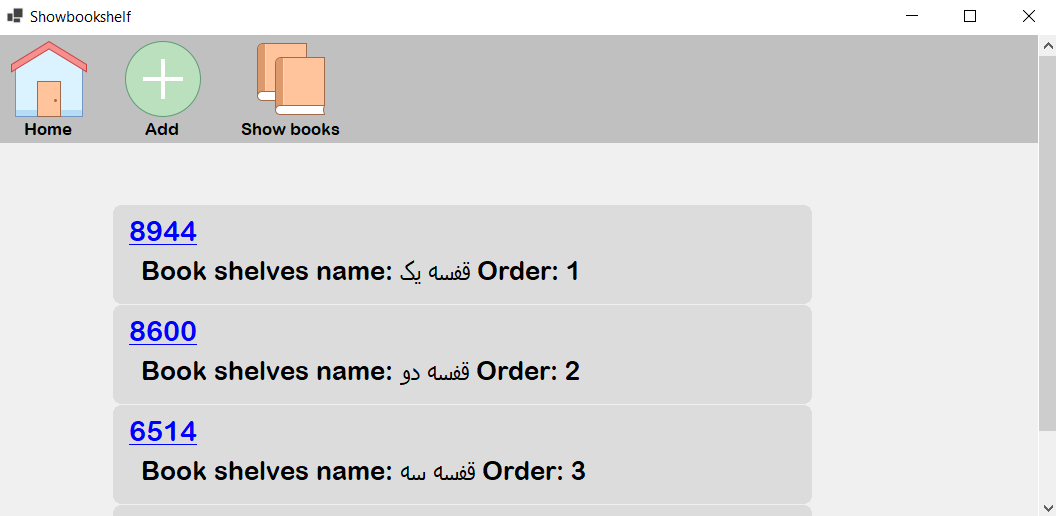 Showbookshelf
Home Add Show books
8944
Book shelves name: قفسه یک Order: 1
8600
Book shelves name: قفسه دو Order: 2
6514
Book shelves name: قفسه سه Order: 3